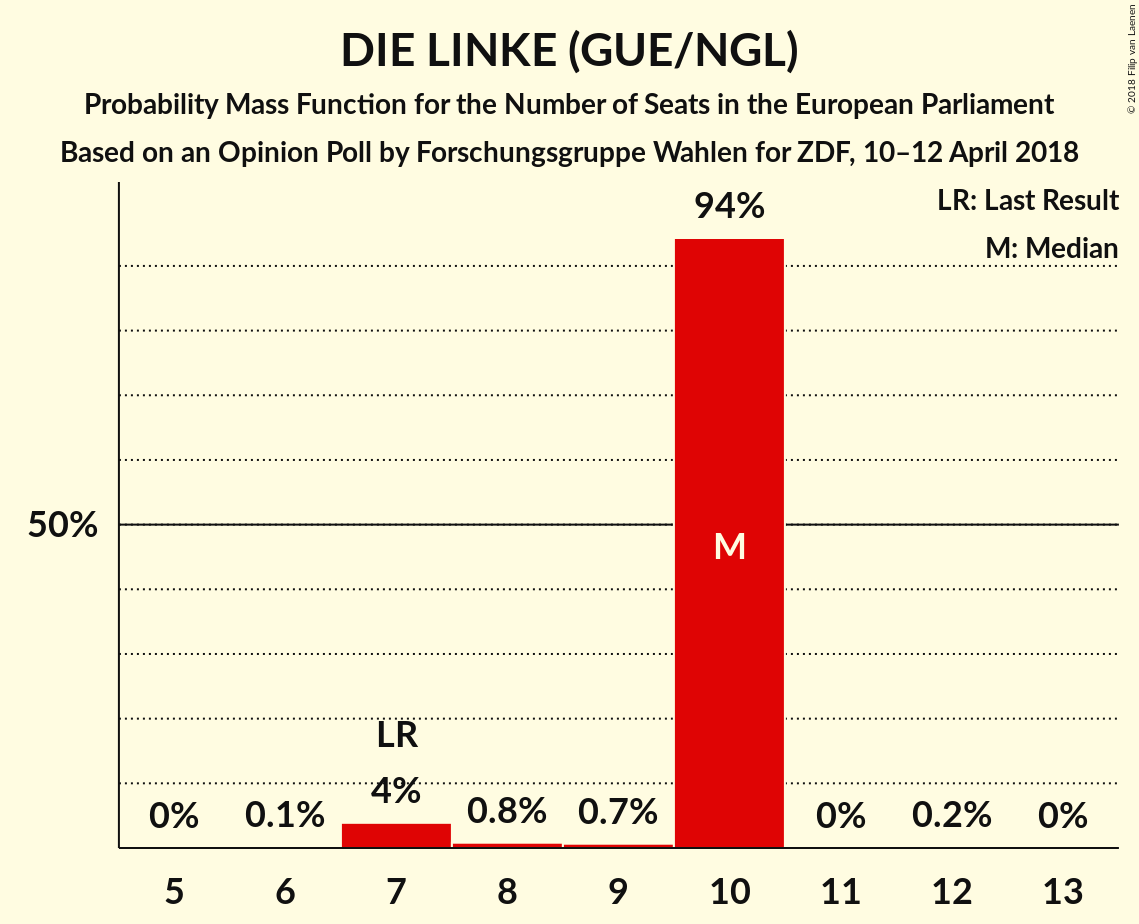 DIE LINKE (GUE/NGL)
Probability Mass Function for the Number of Seats in the European Parliament
Based on an Opinion Poll by Forschungsgruppe Wahlen for ZDF, 10–12 April 2018
© 2018 Filip van Laenen
LR: Last Result
M: Median
94%
50%
M
LR
0% 0.1% 4% 0.8% 0.7% 0% 0.2% 0%
5 6 7 8 9 10 11 12 13